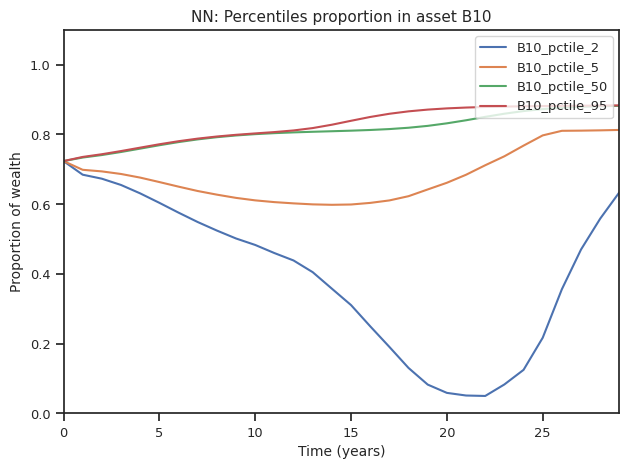 NN: Percentiles proportion in asset B10
B10_pctile_2
B10_pctile_5
B10_pctile_50
B10_pctile_95
Proportion of wealth
1.0
0.8
0.6
0.4
0.2
0.0
0 5 10 15 20 25
Time (years)